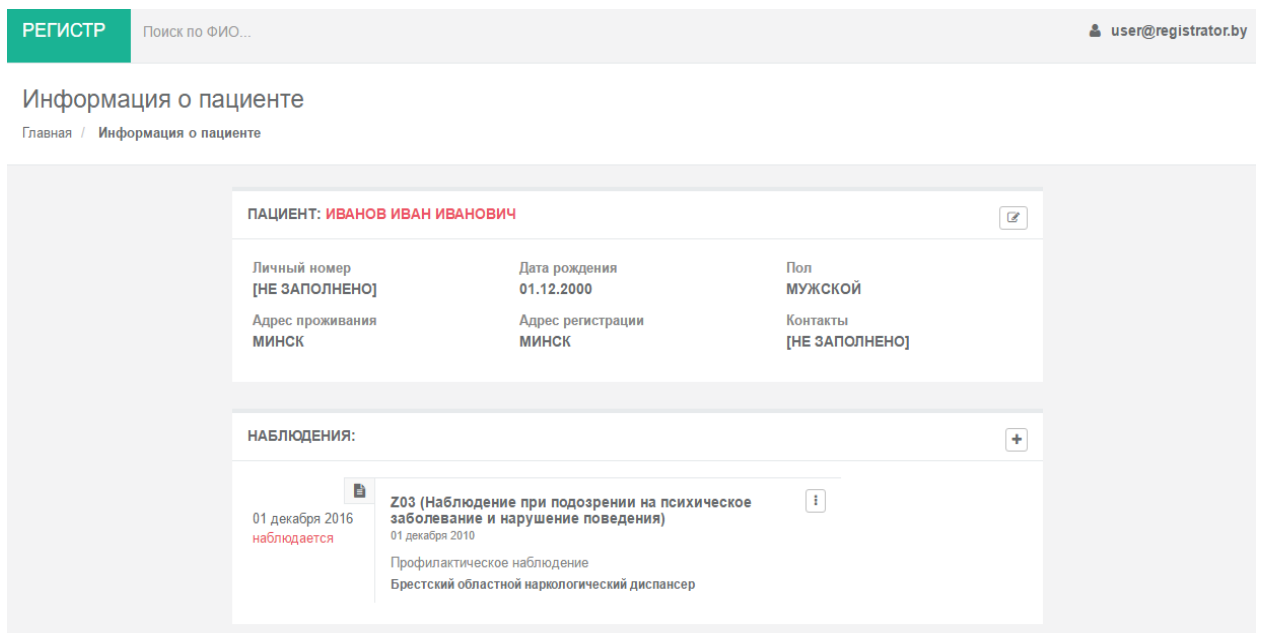 РЕГИСТР
Поиск по ФИО...
user@registrator.by
Информация о пациенте
Главная / Информация о пациенте
ПАЦИЕНТ: ИВАНОВ ИВАН ИВАНОВИЧ
Личный номер
Дата рождения
Пол
[НЕ ЗАПОЛНЕНО]
01.12.2000
МУЖСКОЙ
Адрес проживания
Адрес регистрации
Контакты
МИНСК
МИНСК
[НЕ ЗАПОЛНЕНО]
НАБЛЮДЕНИЯ:
01 декабря 2016
наблюдается
Z03 (Наблюдение при подозрении на психическое
заболевание и нарушение поведения)
01 декабря 2010
Профилактическое наблюдение
Брестский областной наркологический диспансер